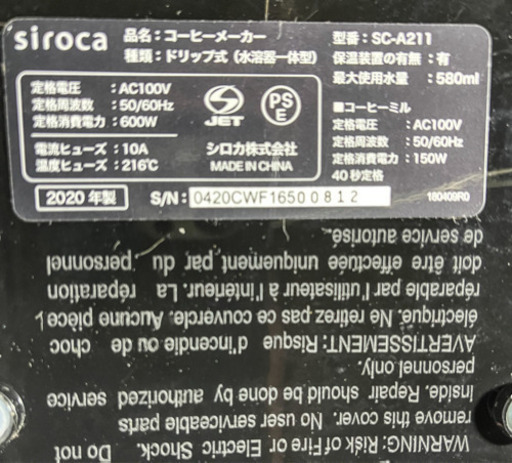 siroca
品名：コーヒーメーカー
種類：ドリップ式（水溶器一体型）
型番：SC-A211
保温装置の有無：有
最大使用水量：580ml
定格電圧：AC100V
定格周波数：50/60Hz
定格消費電力：600W
電流ヒューズ：10A
温度ヒューズ：216℃
JET
PS
E
シロカ株式会社
MADE IN CHINA
■コーヒーミル
定格電圧：AC100V
定格周波数：50/60Hz
定格消費電力：150W
40秒定格
2020年製
S/N：0420CWF16500812
180409R0
WARNING: Risk of Fire or Electric Shock. Do not
remove this cover. No user serviceable parts
Inside. Repair should be done by authorized service
personnel only.
AVERTISSEMENT: Risque d'incendie ou de choc
électrique. Ne retirez pas ce couvercle. Aucune pièce
réparable par l'utilisateur à l'intérieur. La réparation
doit être effectuée uniquement par du personnel
de service autorisé.